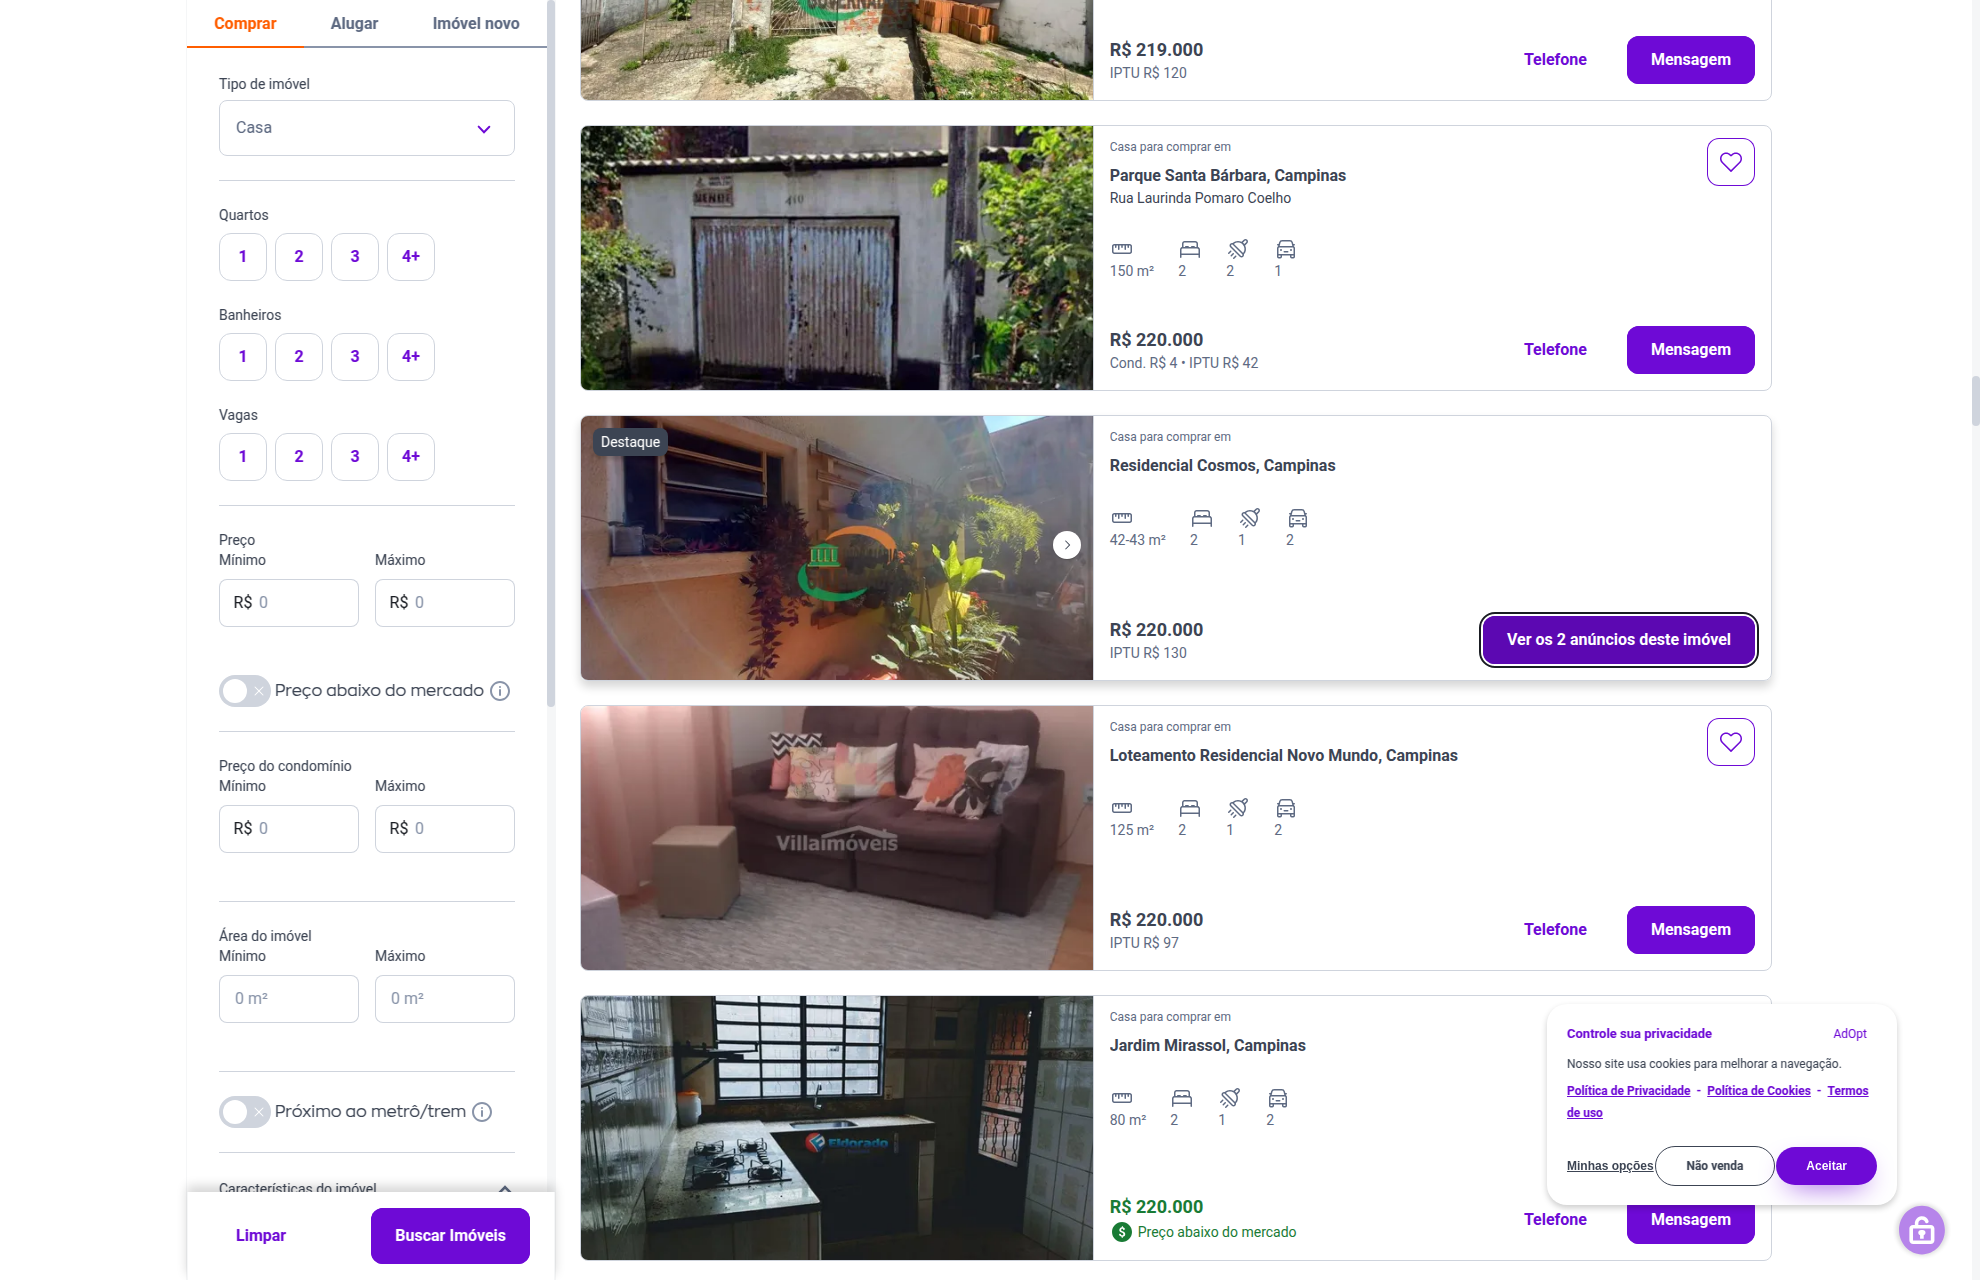 Comprar
Alugar
Imóvel novo
Tipo de imóvel
Casa
Quartos
1
2
3
4+
Banheiros
1
2
3
4+
Vagas
1
2
3
4+
Preço
Mínimo
Máximo
R$ 0
R$ 0
Preço abaixo do mercado
Preço do condomínio
Mínimo
Máximo
R$ 0
R$ 0
Área do imóvel
Mínimo
Máximo
0 m²
0 m²
Próximo ao metrô/trem
Características do imóvel
Limpar
Buscar Imóveis
R$ 219.000
IPTU R$ 120
Telefone
Mensagem
VENDE
410
Casa para comprar em
Parque Santa Bárbara, Campinas
Rua Laurinda Pomaro Coelho
150 m²
2
2
1
R$ 220.000
Cond. R$ 4 • IPTU R$ 42
Telefone
Mensagem
Destaque
Casa para comprar em
Residencial Cosmos, Campinas
42-43 m²
2
1
2
R$ 220.000
IPTU R$ 130
Ver os 2 anúncios deste imóvel
Villaimóveis
Casa para comprar em
Loteamento Residencial Novo Mundo, Campinas
125 m²
2
1
2
R$ 220.000
IPTU R$ 97
Telefone
Mensagem
Eldorado
Casa para comprar em
Jardim Mirassol, Campinas
80 m²
2
1
2
R$ 220.000
$ Preço abaixo do mercado
Telefone
Mensagem
Controle sua privacidade
AdOpt
Nosso site usa cookies para melhorar a navegação.
Política de Privacidade - Política de Cookies - Termos
de uso
Minhas opções
Não venda
Aceitar